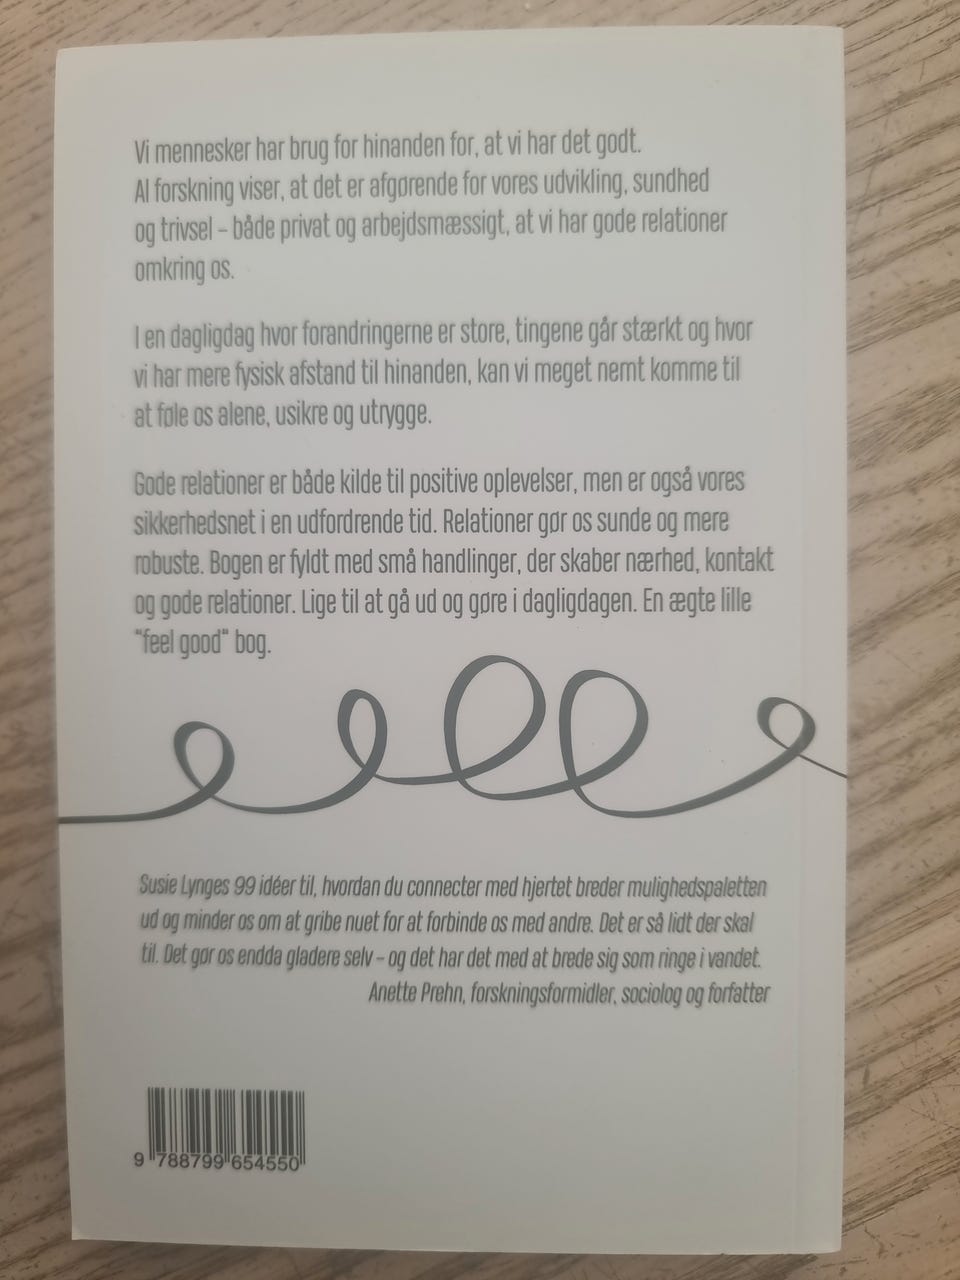 Vi mennesker har brug for hinanden for, at vi har det godt.
Al forskning viser, at det er afgørende for vores udvikling, sundhed
og trivsel – både privat og arbejdsmæssigt, at vi har gode relationer
omkring os.
I en dagligdag hvor forandringerne er store, tingene går stærkt og hvor
vi har mere fysisk afstand til hinanden, kan vi meget nemt komme til
at føle os alene, usikre og utrygge.
Gode relationer er både kilde til positive oplevelser, men er også vores
sikkerhedsnet i en udfordrende tid. Relationer gør os sunde og mere
robuste. Bogen er fyldt med små handlinger, der skaber nærhed, kontakt
og gode relationer. Lige til at gå ud og gøre i dagligdagen. En ægte lille
"feel good" bog.
Susie Lynges 99 idéer til, hvordan du connecter med hjertet breder mulighedspaletten
ud og minder os om at gribe nuet for at forbinde os med andre. Det er så lidt der skal
til. Det gør os endda gladere selv – og det har det med at brede sig som ringe i vandet.
Anette Prehn, forskningsformidler, sociolog og forfatter
9 788799 654550